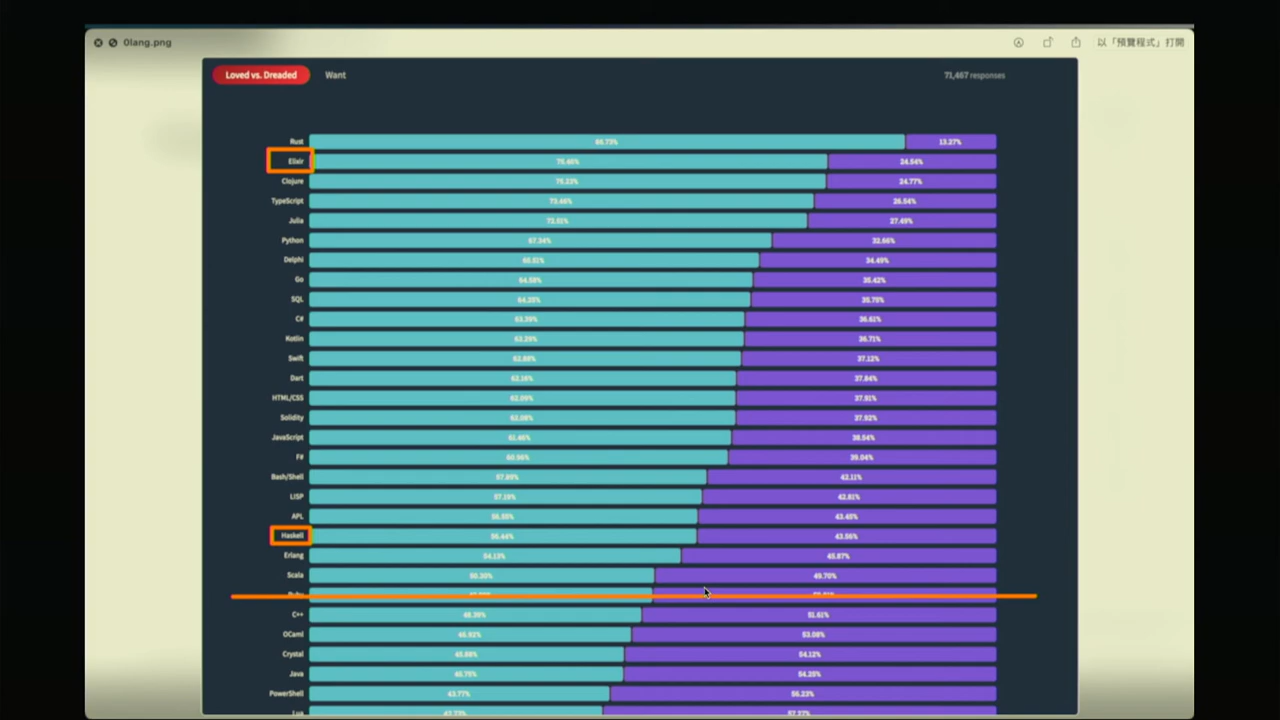 0lang.png
以「預覽程式」打開
Loved vs. Dreaded Want 71,467 responses
Rust 86.73% 13.27%
Elixir 75.46% 24.54%
Clojure 75.23% 24.77%
TypeScript 73.46% 26.54%
Julia 72.51% 27.49%
Python 67.34% 32.66%
Delphi 65.51% 34.49%
Go 64.58% 35.42%
SQL 64.25% 35.75%
C# 63.39% 36.61%
Kotlin 63.29% 36.71%
Swift 62.88% 37.12%
Dart 62.16% 37.84%
HTML/CSS 62.09% 37.91%
Solidity 62.08% 37.92%
JavaScript 61.46% 38.54%
F# 60.96% 39.04%
Bash/Shell 57.89% 42.11%
LISP 57.19% 42.81%
APL
Haskell 56.44% 43.56%
Erlang 54.13% 45.87%
Scala 50.30% 49.70%
C++ 48.39% 51.61%
OCaml 46.92% 53.08%
Crystal 45.88% 54.12%
Java 45.75% 54.25%
PowerShell 43.77% 56.23%
Lua